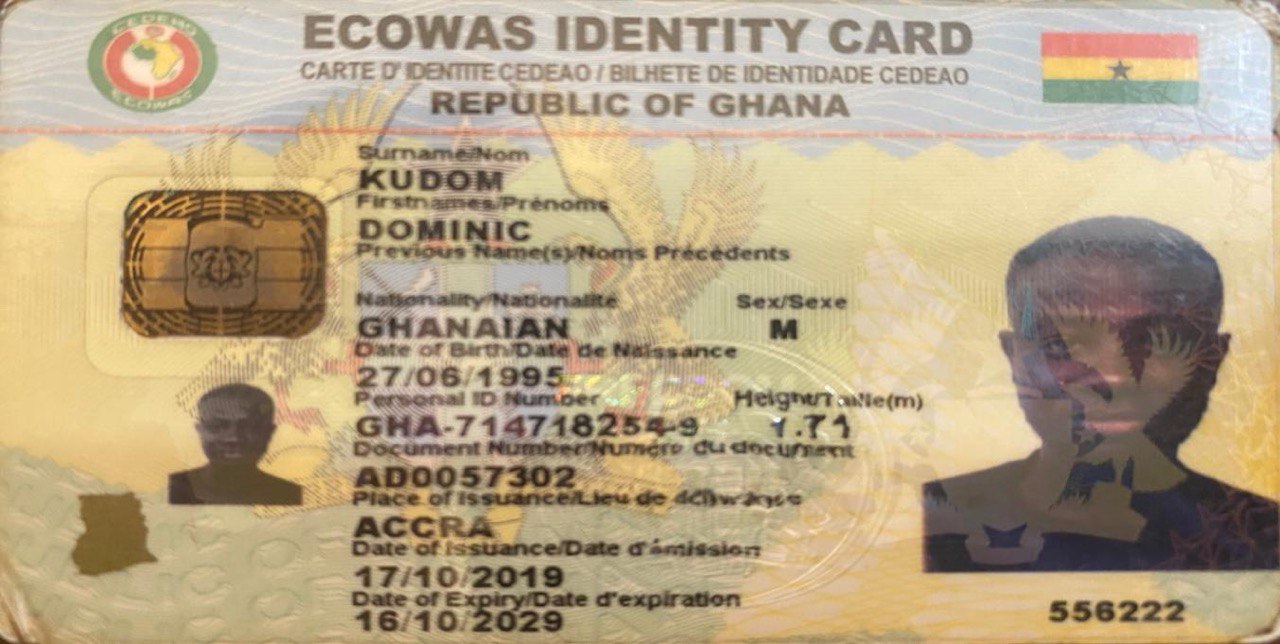 CEDEAO
ECOWAS
ECOWAS IDENTITY CARD
CARTE D' IDENTITE CEDEAO / BILHETE DE IDENTIDADE CEDEAO
REPUBLIC OF GHANA
Surname/Nom
KUDOM
Firstnames/Prénoms
DOMINIC
Previous Name(s)/Noms Précédents
Nationality/Nationalité Sex/Sexe
GHANAIAN M
Date of Birth/Date de Naissance
27/06/1995
Personal ID Number Height/Taille(m)
GHA-714718254-9 1.71
Document Number/Numéro du document
AD0057302
Place of Issuance/Lieu de
ACCRA
Date of Issuance/Date d'émission
17/10/2019
Date of Expiry/Date d'expiration
16/10/2029
556222